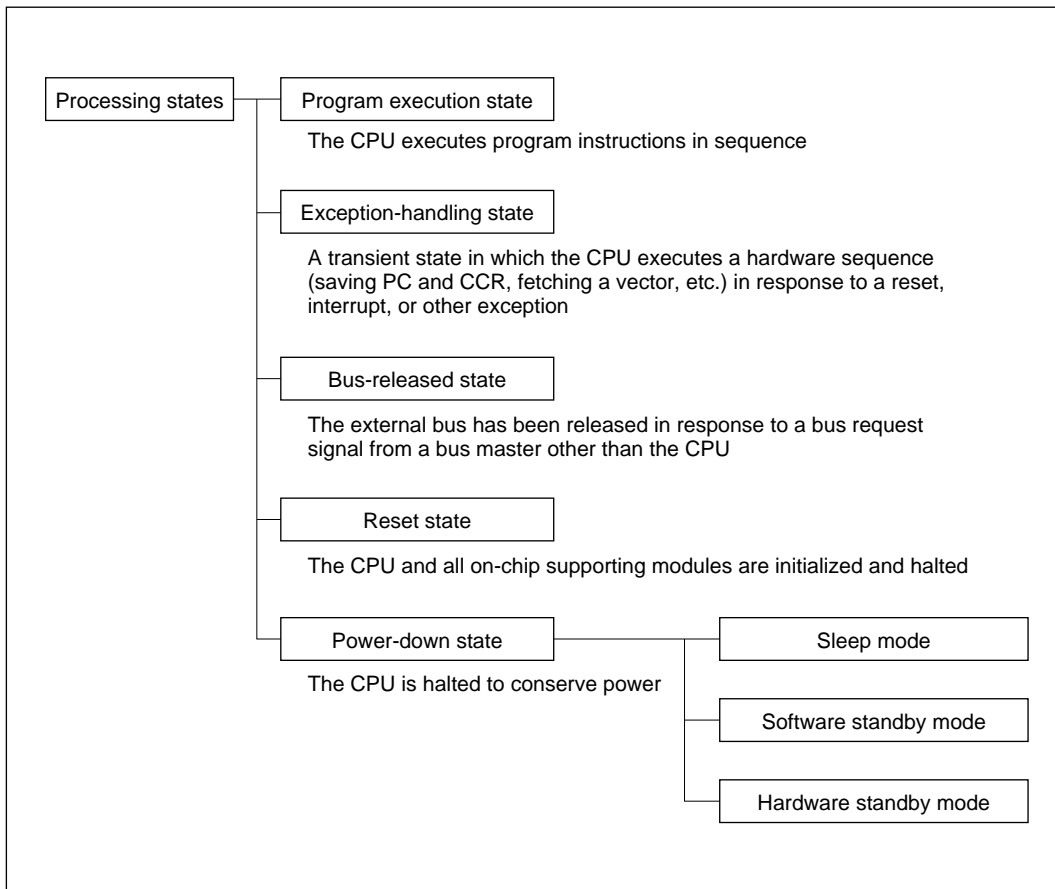 Processing states
Program execution state
The CPU executes program instructions in sequence
Exception-handling state
A transient state in which the CPU executes a hardware sequence
(saving PC and CCR, fetching a vector, etc.) in response to a reset,
interrupt, or other exception
Bus-released state
The external bus has been released in response to a bus request
signal from a bus master other than the CPU
Reset state
The CPU and all on-chip supporting modules are initialized and halted
Power-down state
The CPU is halted to conserve power
Sleep mode
Software standby mode
Hardware standby mode